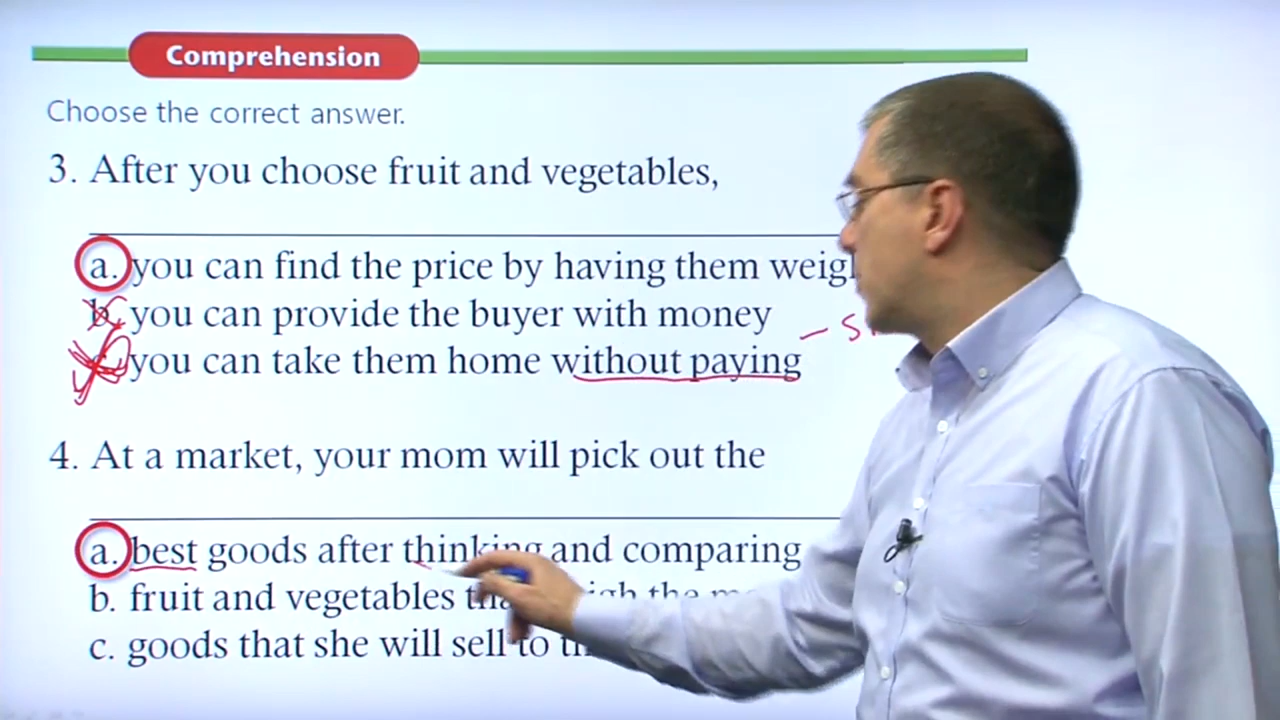 Comprehension
Choose the correct answer.
3. After you choose fruit and vegetables,
a. you can find the price by having them
b. you can provide the buyer with money
you can take them home without paying
4. At a market, your mom will pick out the
a. best goods after thinking and comparing
b. fruit and vegetables the
c. goods that she will sell to